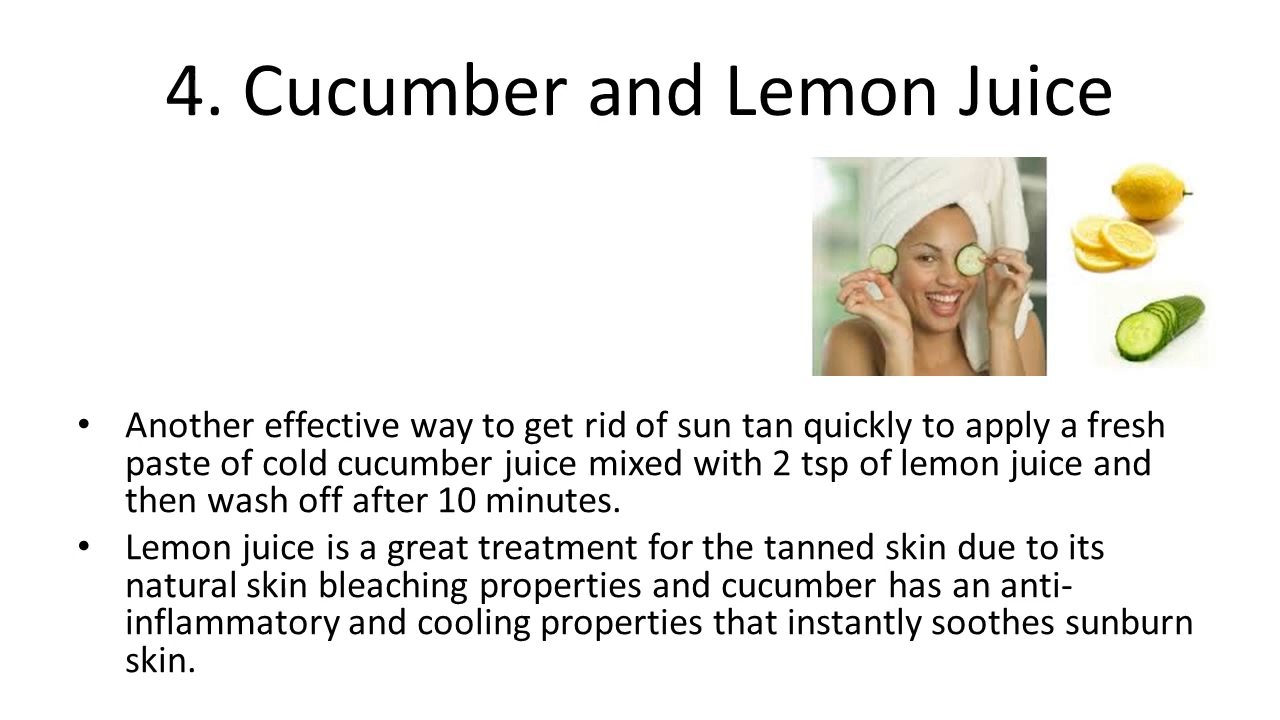 4. Cucumber and Lemon Juice
• Another effective way to get rid of sun tan quickly to apply a fresh
paste of cold cucumber juice mixed with 2 tsp of lemon juice and
then wash off after 10 minutes.
• Lemon juice is a great treatment for the tanned skin due to its
natural skin bleaching properties and cucumber has an anti-
inflammatory and cooling properties that instantly soothes sunburn
skin.